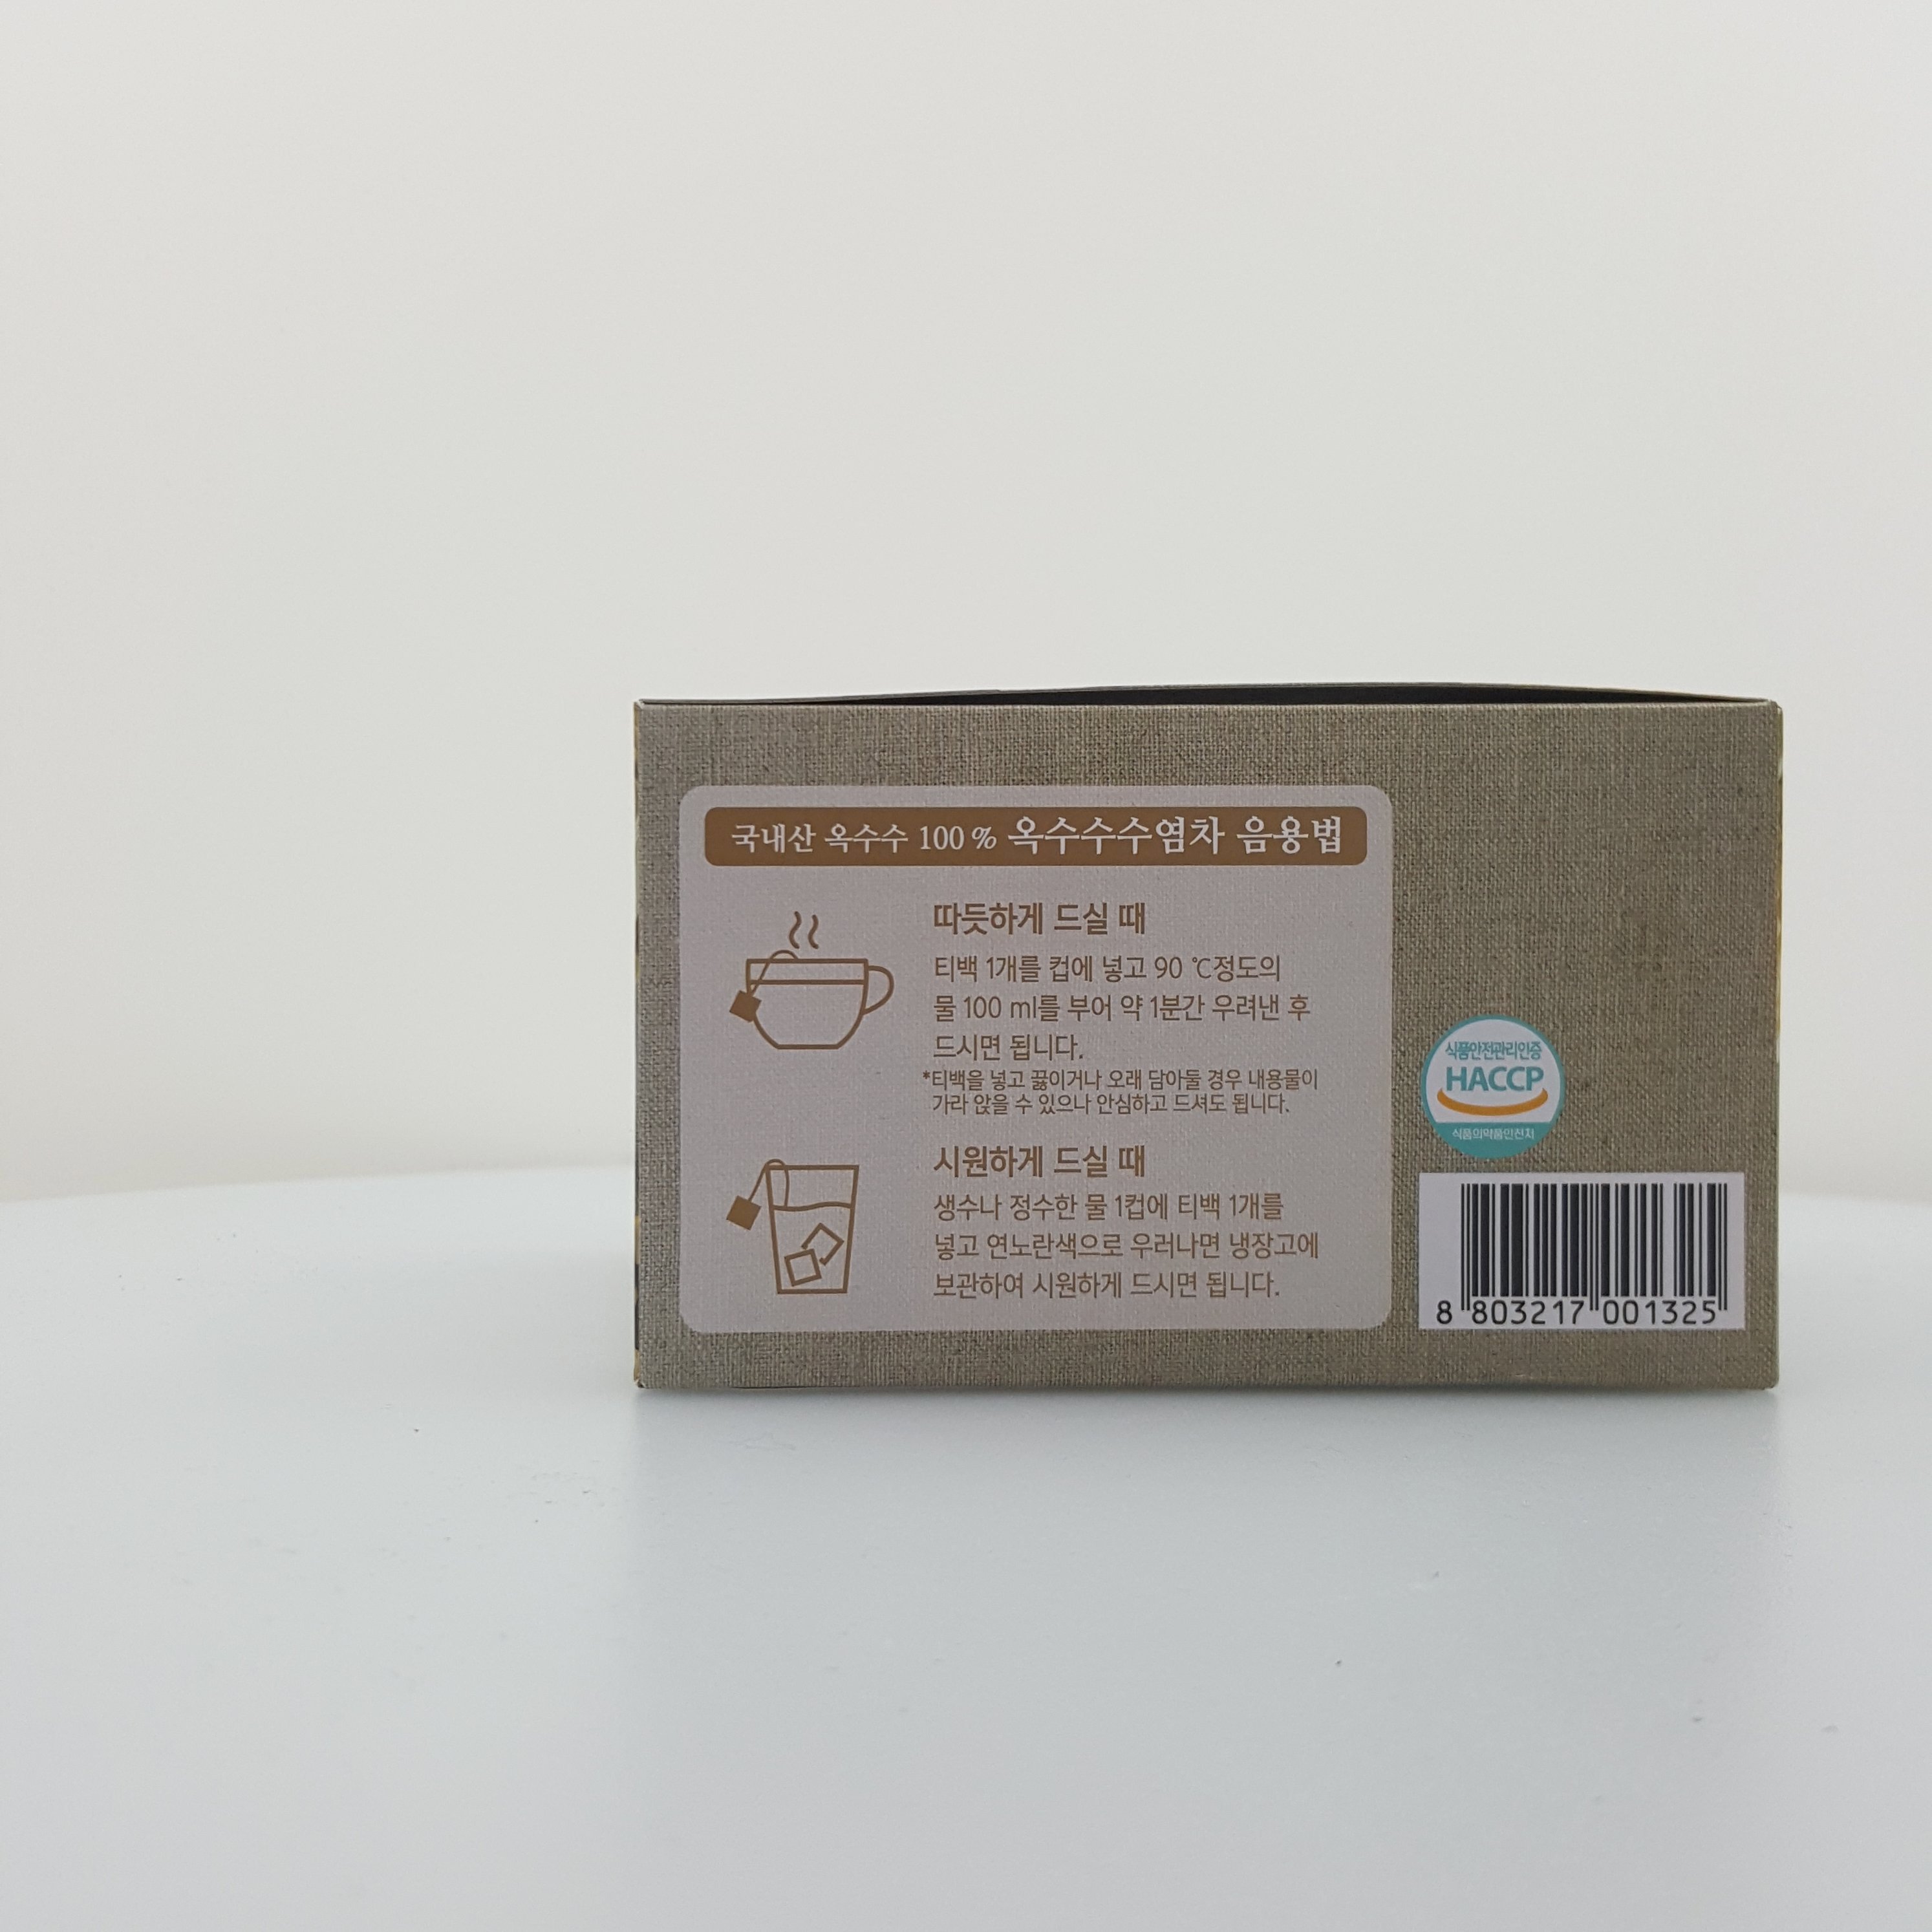 국내산 옥수수 100 % 옥수수수염차 음용법
따듯하게 드실 때
티백 1개를 컵에 넣고 90 ℃정도의
물 100 ml를 부어 약 1분간 우려낸 후
드시면 됩니다.
*티백을 넣고 끓이거나 오래 담아둘 경우 내용물이
가라 앉을 수 있으나 안심하고 드셔도 됩니다.
시원하게 드실 때
생수나 정수한 물 1컵에 티백 1개를
넣고 연노란색으로 우러나면 냉장고에
보관하여 시원하게 드시면 됩니다.
식품안전관리인증
HACCP
식품의약품안전처
8 803217 001325